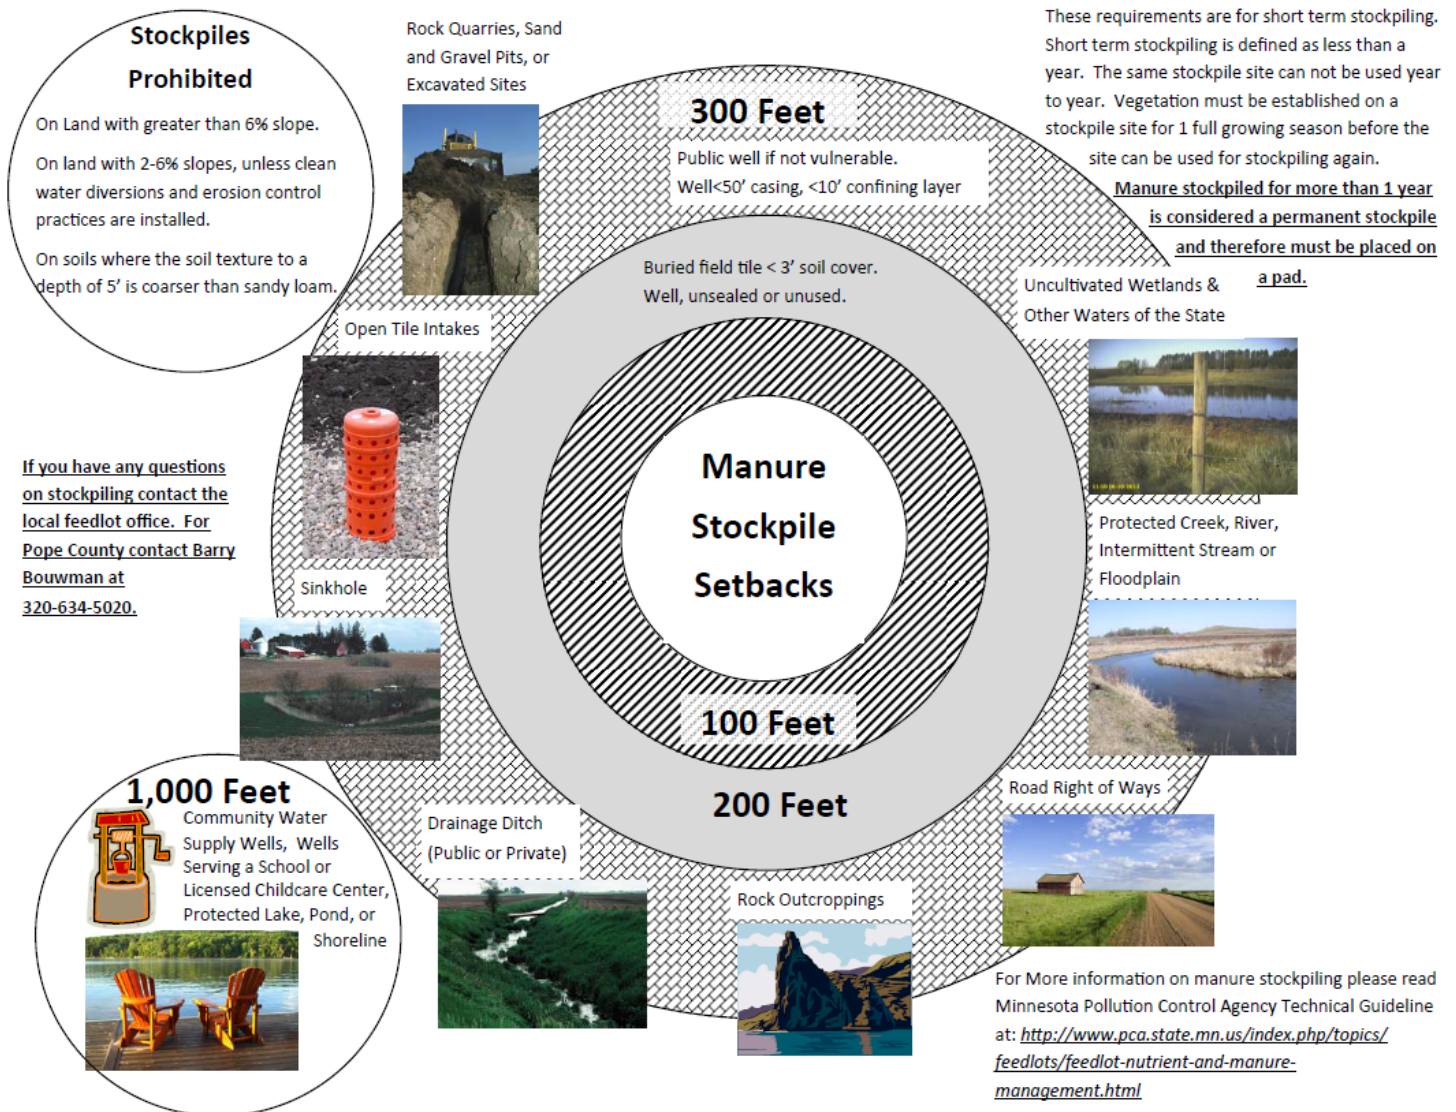 Stockpiles
Prohibited
On Land with greater than 6% slope.
On land with 2-6% slopes, unless clean
water diversions and erosion control
practices are installed.
On soils where the soil texture to a
depth of 5’ is coarser than sandy loam.
Rock Quarries, Sand
and Gravel Pits, or
Excavated Sites
300 Feet
Public well if not vulnerable.
Well<50’ casing, <10’ confining layer
These requirements are for short term stockpiling.
Short term stockpiling is defined as less than a
year. The same stockpile site can not be used year
to year. Vegetation must be established on a
stockpile site for 1 full growing season before the
site can be used for stockpiling again.
Manure stockpiled for more than 1 year
is considered a permanent stockpile
and therefore must be placed on
a pad.
Buried field tile < 3’ soil cover.
Well, unsealed or unused.
Uncultivated Wetlands &
Other Waters of the State
Open Tile Intakes
If you have any questions
on stockpiling contact the
local feedlot office. For
Pope County contact Barry
Bouwman at
320-634-5020.
Manure
Stockpile
Setbacks
Protected Creek, River,
Intermittent Stream or
Floodplain
Sinkhole
100 Feet
200 Feet
Road Right of Ways
1,000 Feet
Community Water
Supply Wells, Wells
Serving a School or
Licensed Childcare Center,
Protected Lake, Pond, or
Shoreline
Drainage Ditch
(Public or Private)
Rock Outcroppings
For More information on manure stockpiling please read
Minnesota Pollution Control Agency Technical Guideline
at: http://www.pca.state.mn.us/index.php/topics/
feedlots/feedlot-nutrient-and-manure-
management.html